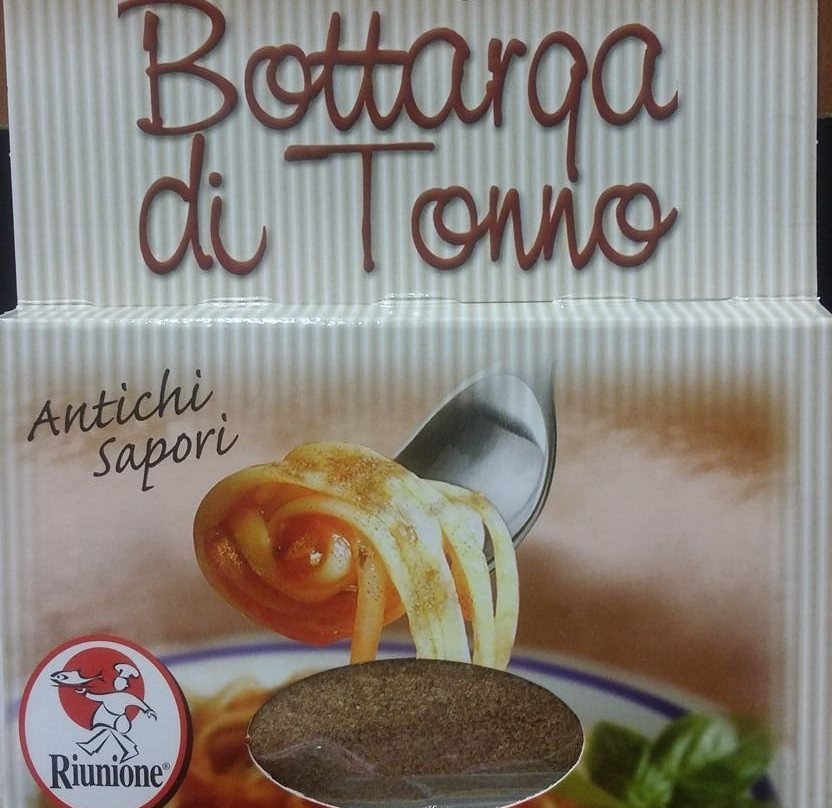 Bottarga
di Tonno
Antichi
Sapori
Riunione®